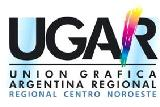 UGAR
UNION GRAFICA
ARGENTINA REGIONAL
REGIONAL CENTRO NOROESTE